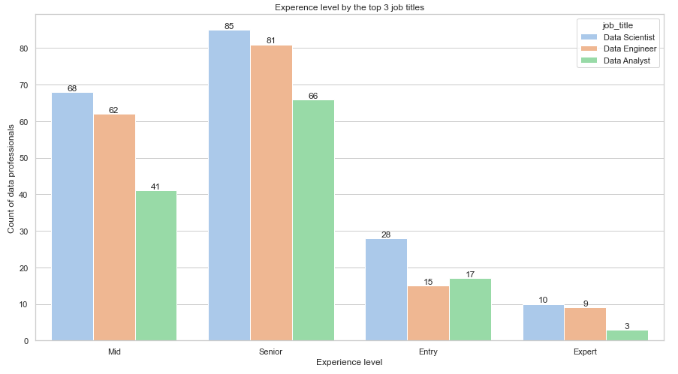 Experence level by the top 3 job titles
job_title
Data Scientist
Data Engineer
Data Analyst
Count of data professionals
80
70
60
50
40
30
20
10
0
68
62
41
85
81
66
28
15
17
10
9
3
Mid
Senior
Entry
Expert
Experience level